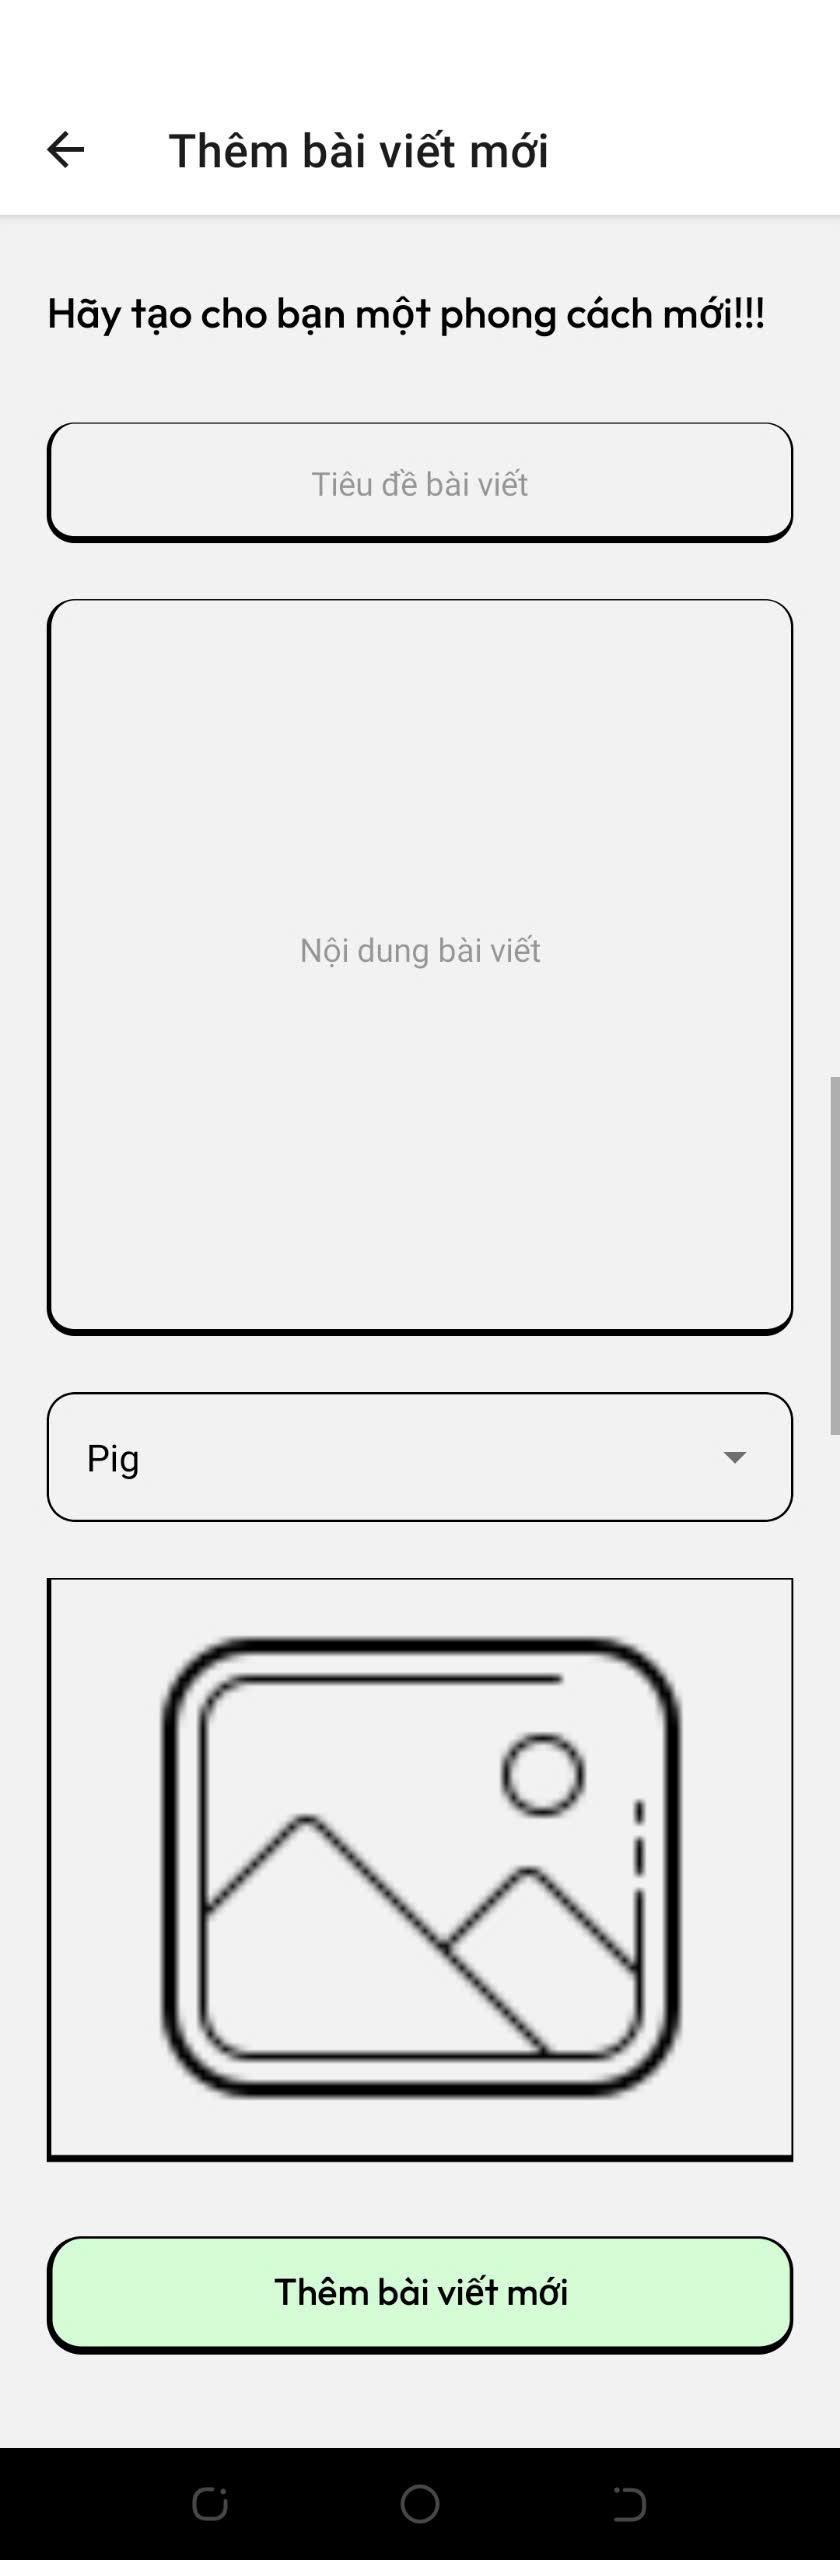 Thêm bài viết mới
Hãy tạo cho bạn một phong cách mới!!!
Tiêu đề bài viết
Nội dung bài viết
Pig
Thêm bài viết mới